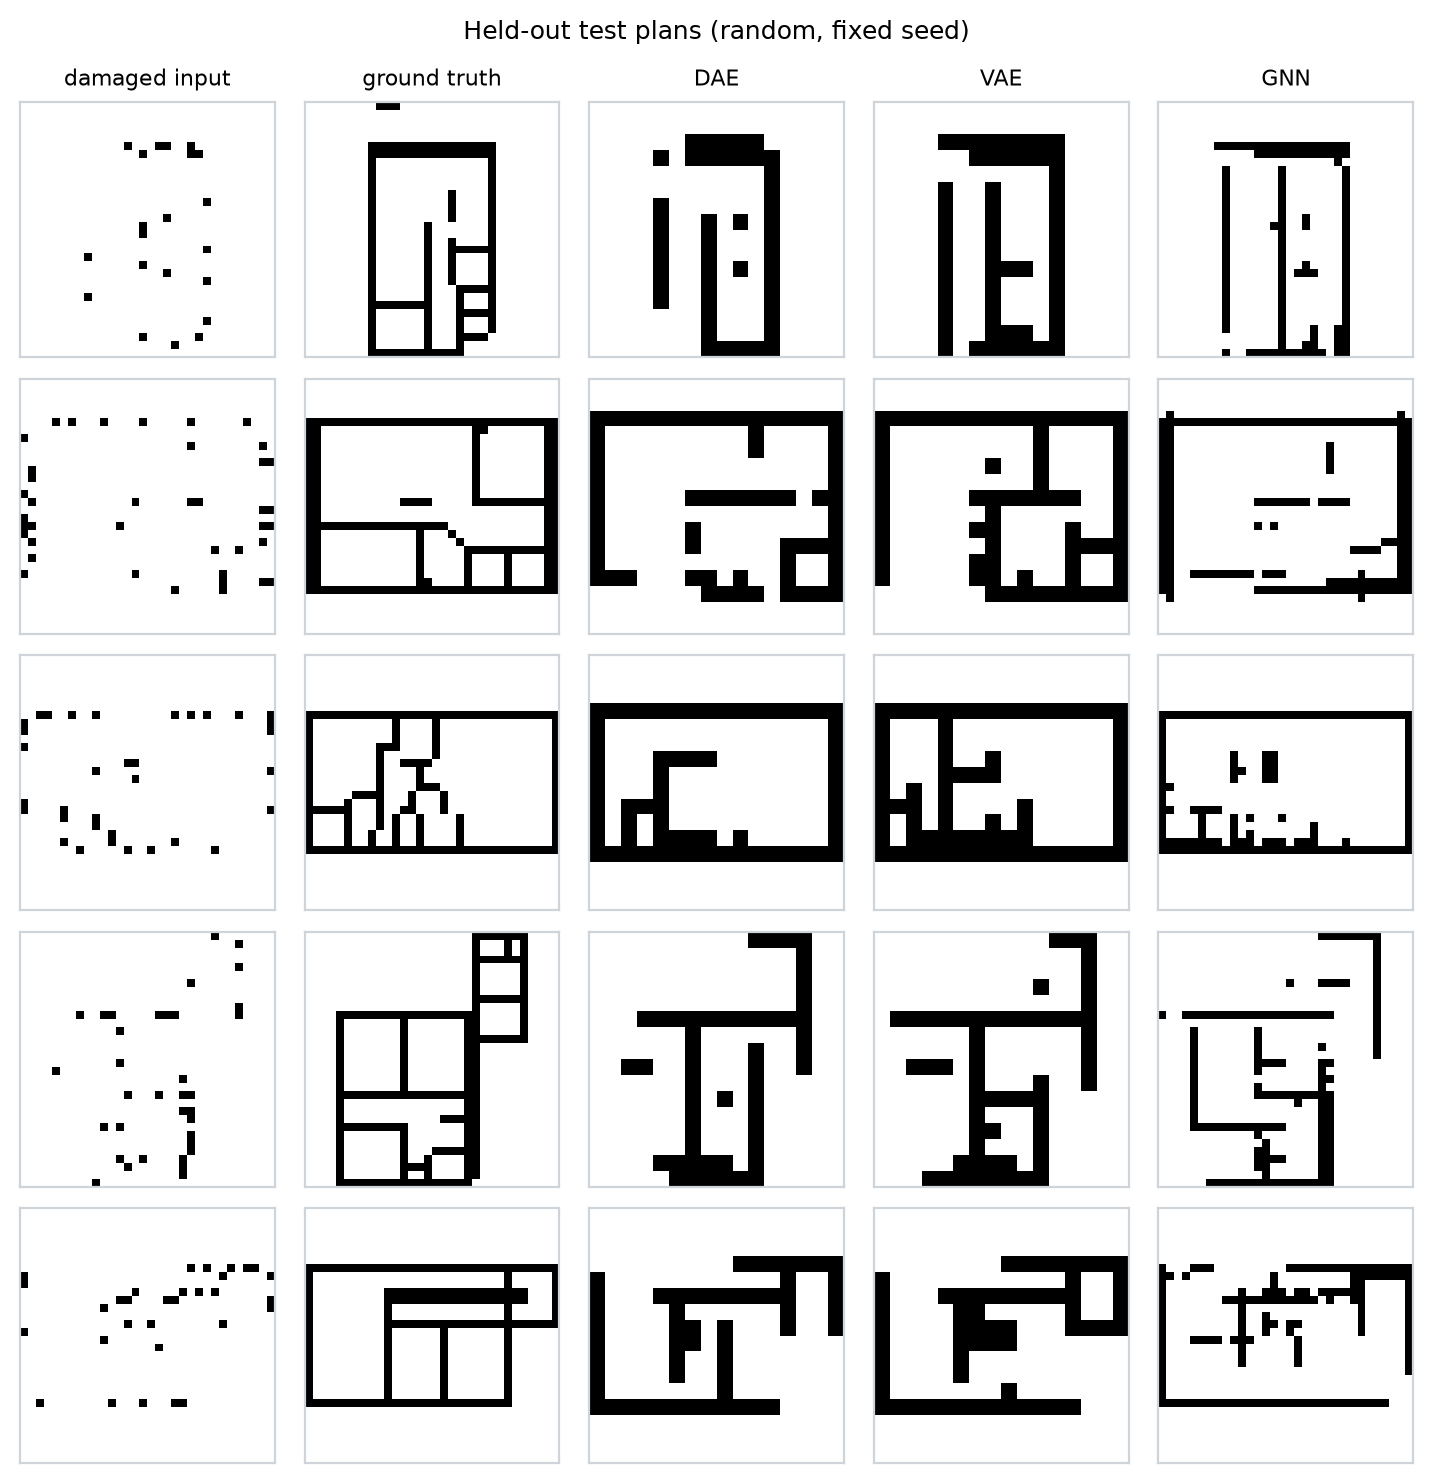 Held-out test plans (random, fixed seed)
damaged input ground truth DAE VAE GNN